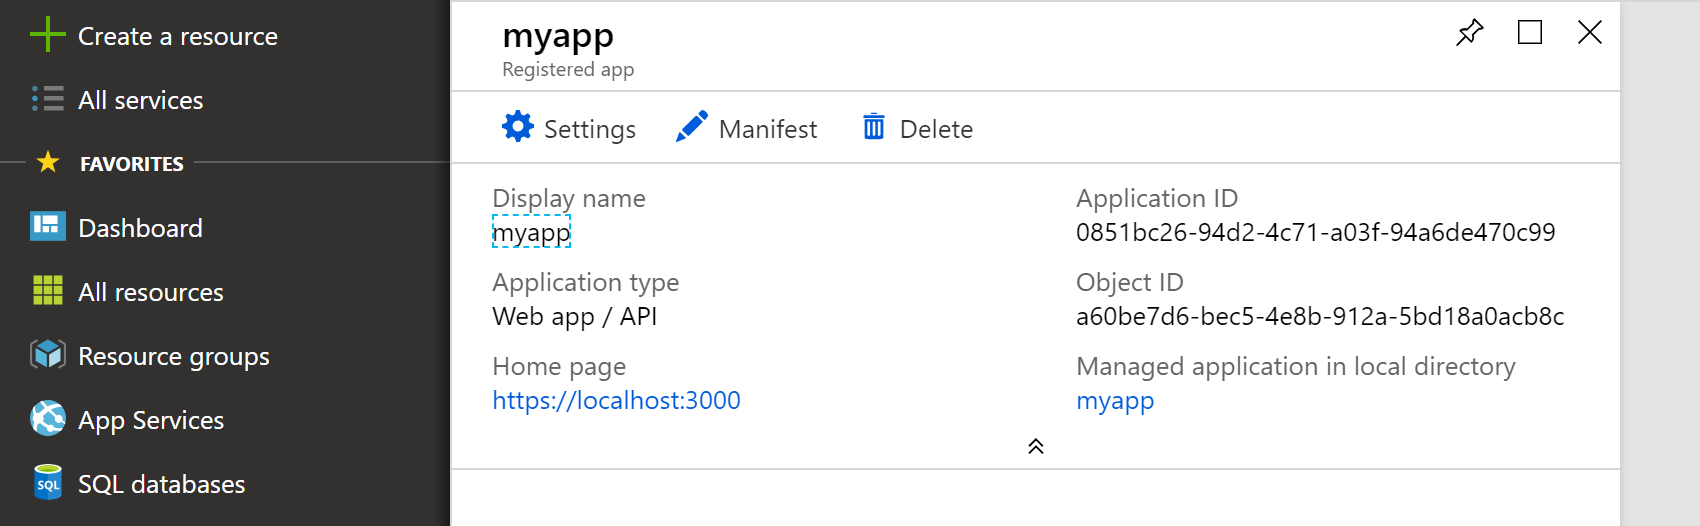 Create a resource
All services
FAVORITES
Dashboard
All resources
Resource groups
App Services
SQL
SQL databases
myapp
Registered app
Settings
Manifest
Delete
Display name
myapp
Application type
Web app / API
Home page
https://localhost:3000
Application ID
0851bc26-94d2-4c71-a03f-94a6de470c99
Object ID
a60be7d6-bec5-4e8b-912a-5bd18a0acb8c
Managed application in local directory
myapp